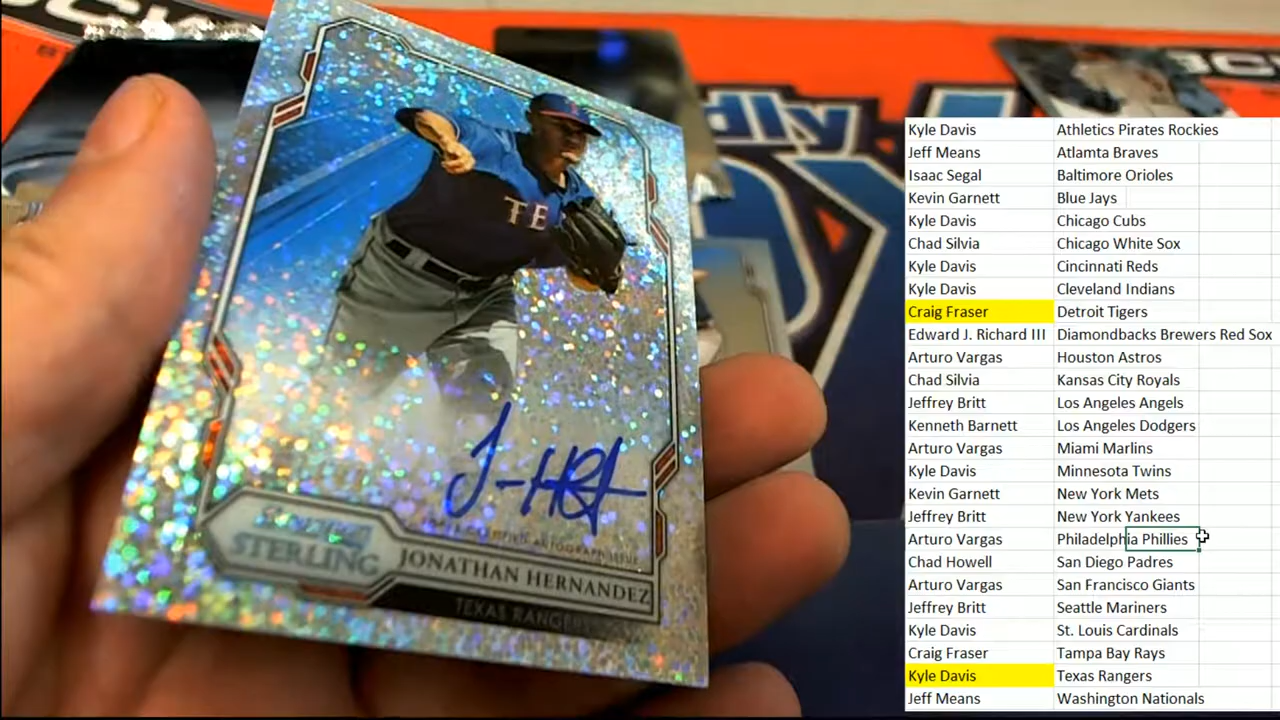 dly
TE
BOWMAN
STERLING
CERTIFIED AUTOGRAPH ISSUE
JONATHAN HERNANDEZ
TEXAS RANGERS
Kyle Davis Athletics Pirates Rockies
Jeff Means Atlamta Braves
Isaac Segal Baltimore Orioles
Kevin Garnett Blue Jays
Kyle Davis Chicago Cubs
Chad Silvia Chicago White Sox
Kyle Davis Cincinnati Reds
Kyle Davis Cleveland Indians
Craig Fraser Detroit Tigers
Edward J. Richard III Diamondbacks Brewers Red Sox
Arturo Vargas Houston Astros
Chad Silvia Kansas City Royals
Jeffrey Britt Los Angeles Angels
Kenneth Barnett Los Angeles Dodgers
Arturo Vargas Miami Marlins
Kyle Davis Minnesota Twins
Kevin Garnett New York Mets
Jeffrey Britt New York Yankees
Arturo Vargas Philadelphia Phillies
Chad Howell San Diego Padres
Arturo Vargas San Francisco Giants
Jeffrey Britt Seattle Mariners
Kyle Davis St. Louis Cardinals
Craig Fraser Tampa Bay Rays
Kyle Davis Texas Rangers
Jeff Means Washington Nationals